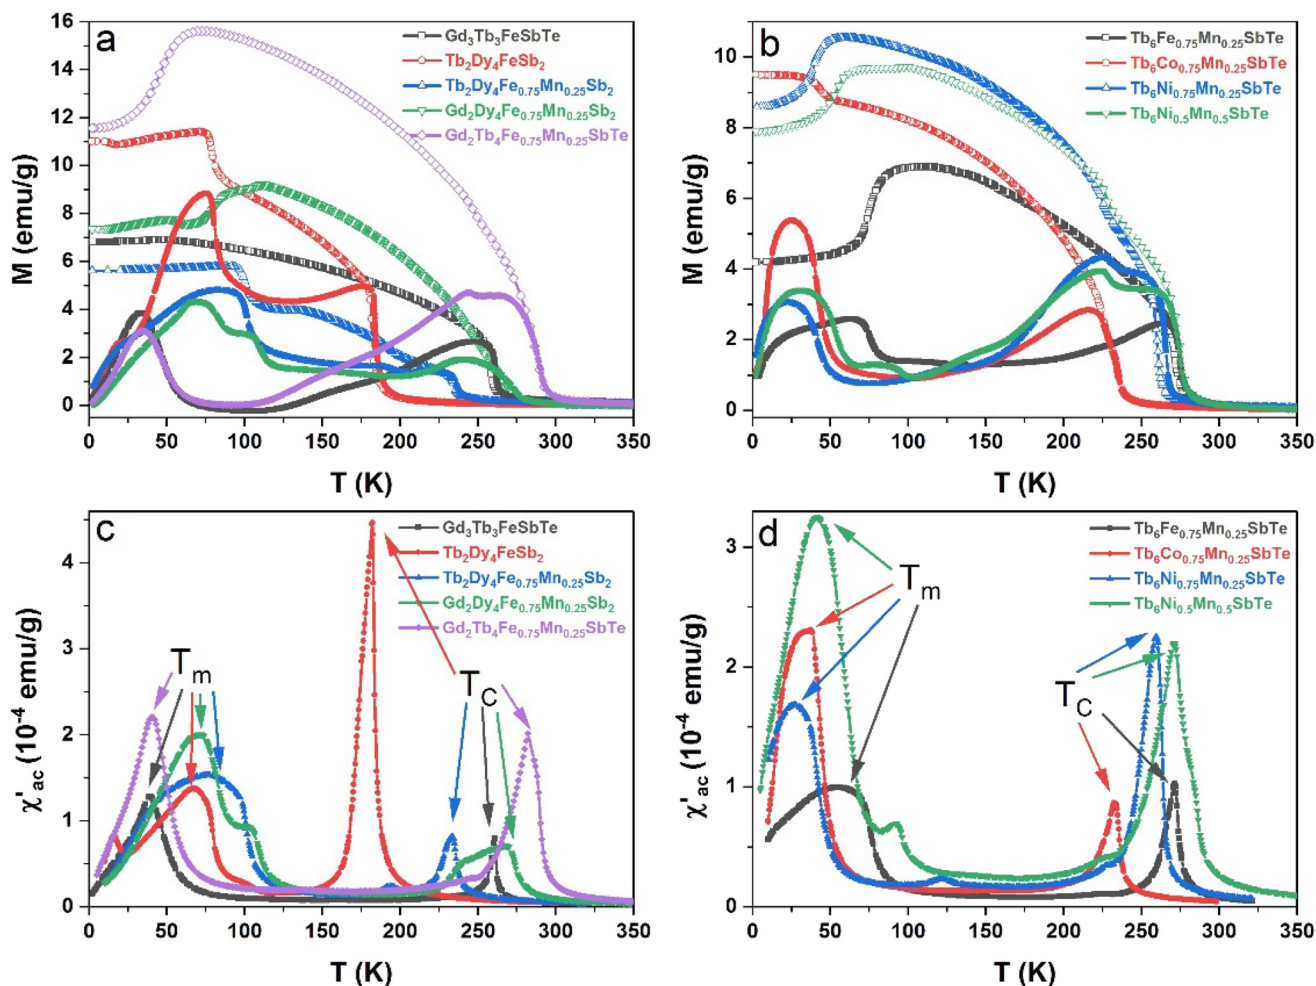 a
M (emu/g)
16
14
12
10
8
6
4
2
0
Gd₃Tb₃FeSbTe
Tb₂Dy₄FeSb₂
Tb₂Dy₄Fe₀.₇₅Mn₀.₂₅Sb₂
Gd₂Dy₄Fe₀.₇₅Mn₀.₂₅Sb₂
Gd₂Tb₄Fe₀.₇₅Mn₀.₂₅SbTe
0 50 100 150 200 250 300 350
T (K)
b
M (emu/g)
10
8
6
4
2
0
Tb₆Fe₀.₇₅Mn₀.₂₅SbTe
Tb₆Co₀.₇₅Mn₀.₂₅SbTe
Tb₆Ni₀.₇₅Mn₀.₂₅SbTe
Tb₆Ni₀.₅Mn₀.₅SbTe
0 50 100 150 200 250 300 350
T (K)
c
χ'ac (10⁻⁴ emu/g)
4
3
2
1
0
Gd₃Tb₃FeSbTe
Tb₂Dy₄FeSb₂
Tb₂Dy₄Fe₀.₇₅Mn₀.₂₅Sb₂
Gd₂Dy₄Fe₀.₇₅Mn₀.₂₅Sb₂
Gd₂Tb₄Fe₀.₇₅Mn₀.₂₅SbTe
Tm
TC
0 50 100 150 200 250 300 350
T (K)
d
χ'ac (10⁻⁴ emu/g)
3
2
1
0
Tb₆Fe₀.₇₅Mn₀.₂₅SbTe
Tb₆Co₀.₇₅Mn₀.₂₅SbTe
Tb₆Ni₀.₇₅Mn₀.₂₅SbTe
Tb₆Ni₀.₅Mn₀.₅SbTe
Tm
TC
0 50 100 150 200 250 300 350
T (K)